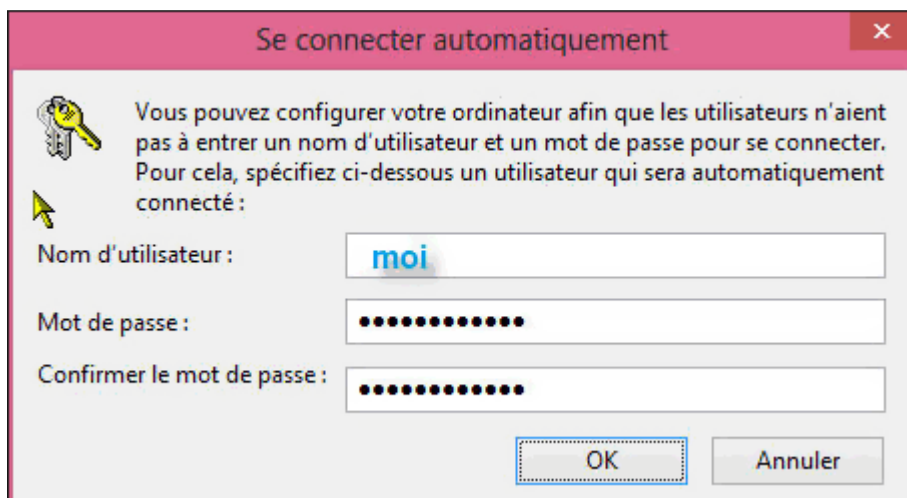 Se connecter automatiquement
Vous pouvez configurer votre ordinateur afin que les utilisateurs n'aient
pas à entrer un nom d'utilisateur et un mot de passe pour se connecter.
Pour cela, spécifiez ci-dessous un utilisateur qui sera automatiquement
connecté :
Nom d'utilisateur : moi
Mot de passe : ●●●●●●●●●●●●
Confirmer le mot de passe : ●●●●●●●●●●●●
OK Annuler